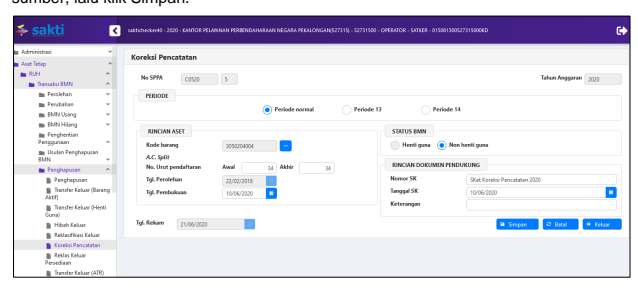 sumber, lalu klik Simpan.
sakti
saktichecker40 - 2020 - KANTOR PELAYANAN PERBENDAHARAAN NEGARA PEKALONGAN(527315) - 527315000 - OPERATOR - SATKER - 015081300527315000KD
Administrasi
Aset Tetap
RUH
Transaksi BMN
Perolehan
Perubahan
BMN Usang
BMN Hilang
Penghentian
Penggunaan
Usulan Penghapusan
BMN
Penghapusan
Penghapusan
Transfer Keluar (Barang
Aktif)
Transfer Keluar (Henti
Guna)
Hibah Keluar
Reklasifikasi Keluar
Koreksi Pencatatan
Reklas Keluar
Persediaan
Transfer Keluar (ATR)
Koreksi Pencatatan
No SPPA C0520 5 Tahun Anggaran 2020
PERIODE
Periode normal Periode 13 Periode 14
RINCIAN ASET
Kode barang 3050204004 ...
A.C. Split
No. Urut pendaftaran Awal 34 Akhir 34
Tgl. Perolehan 22/02/2018
Tgl. Pembukuan 10/06/2020
STATUS BMN
Henti guna Non henti guna
RINCIAN DOKUMEN PENDUKUNG
Nomor SK SKet Koreksi Pencatatan 2020
Tanggal SK 10/06/2020
Keterangan
Tgl. Rekam 21/06/2020
Simpan Batal Keluar